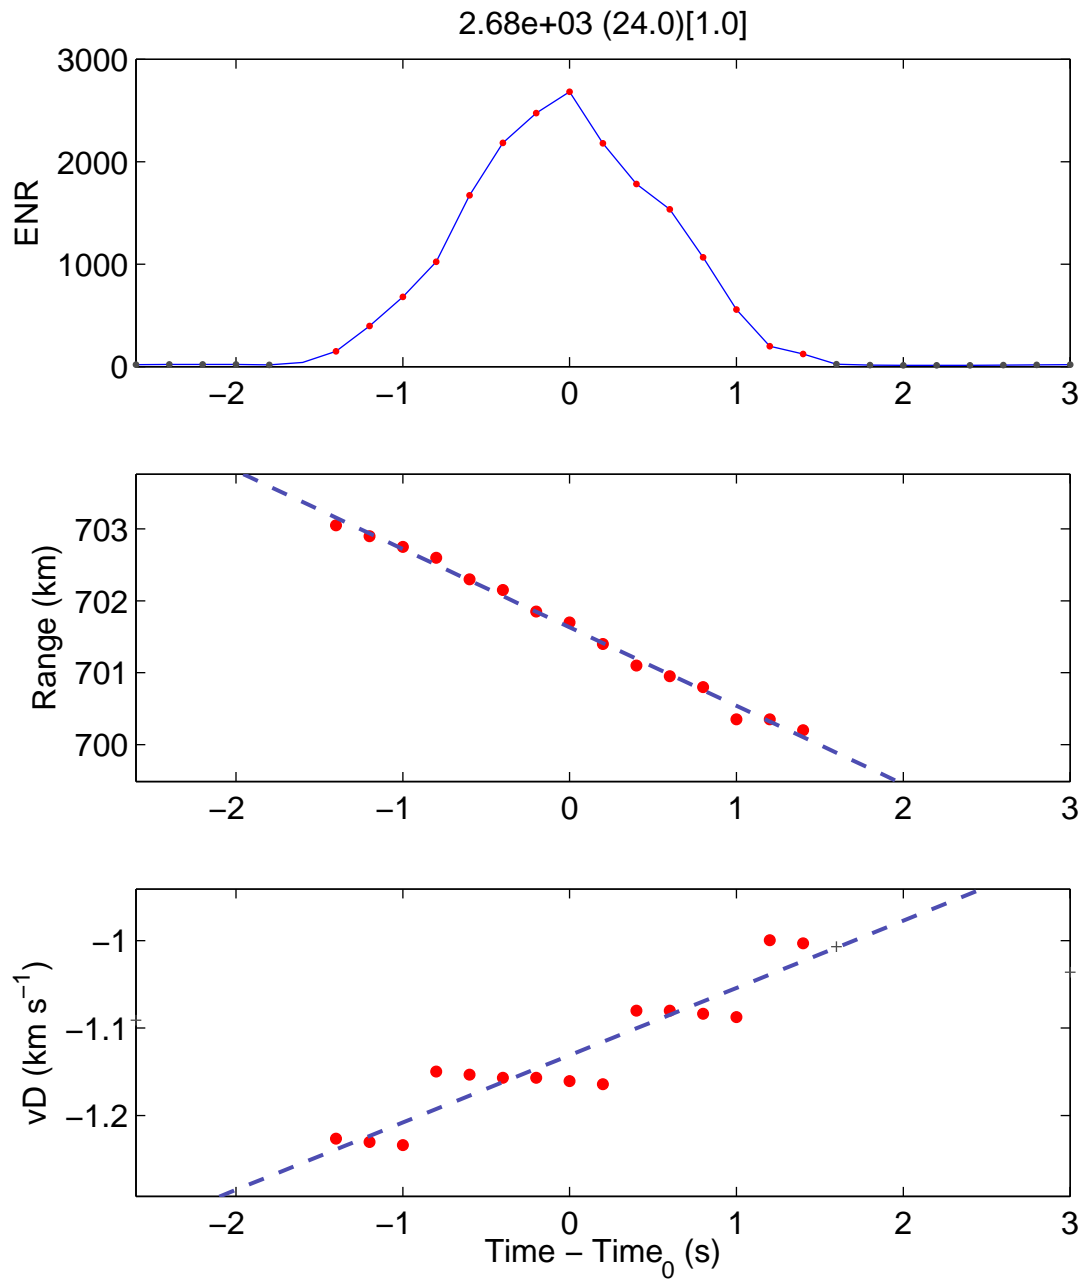 2.68e+03 (24.0)[1.0]
3000
2000
1000
0
ENR
−2 −1 0 1 2 3
703
702
701
700
Range (km)
−2 −1 0 1 2 3
−1
−1.1
−1.2
vD (km s−1)
−2 −1 0 1 2 3
Time − Time0 (s)